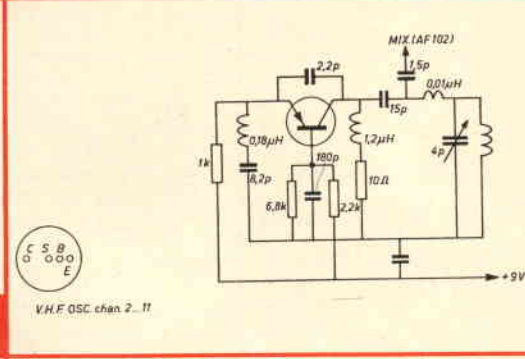 MIX.(AF102)
2,2p
1,5p
0,01µH
15p
0,18µH
1,2µH
4p
1k
8,2p
180p
10Ω
6,8k
2,2k
C S B
E
+9V
V.H.F. OSC. chan. 2...11